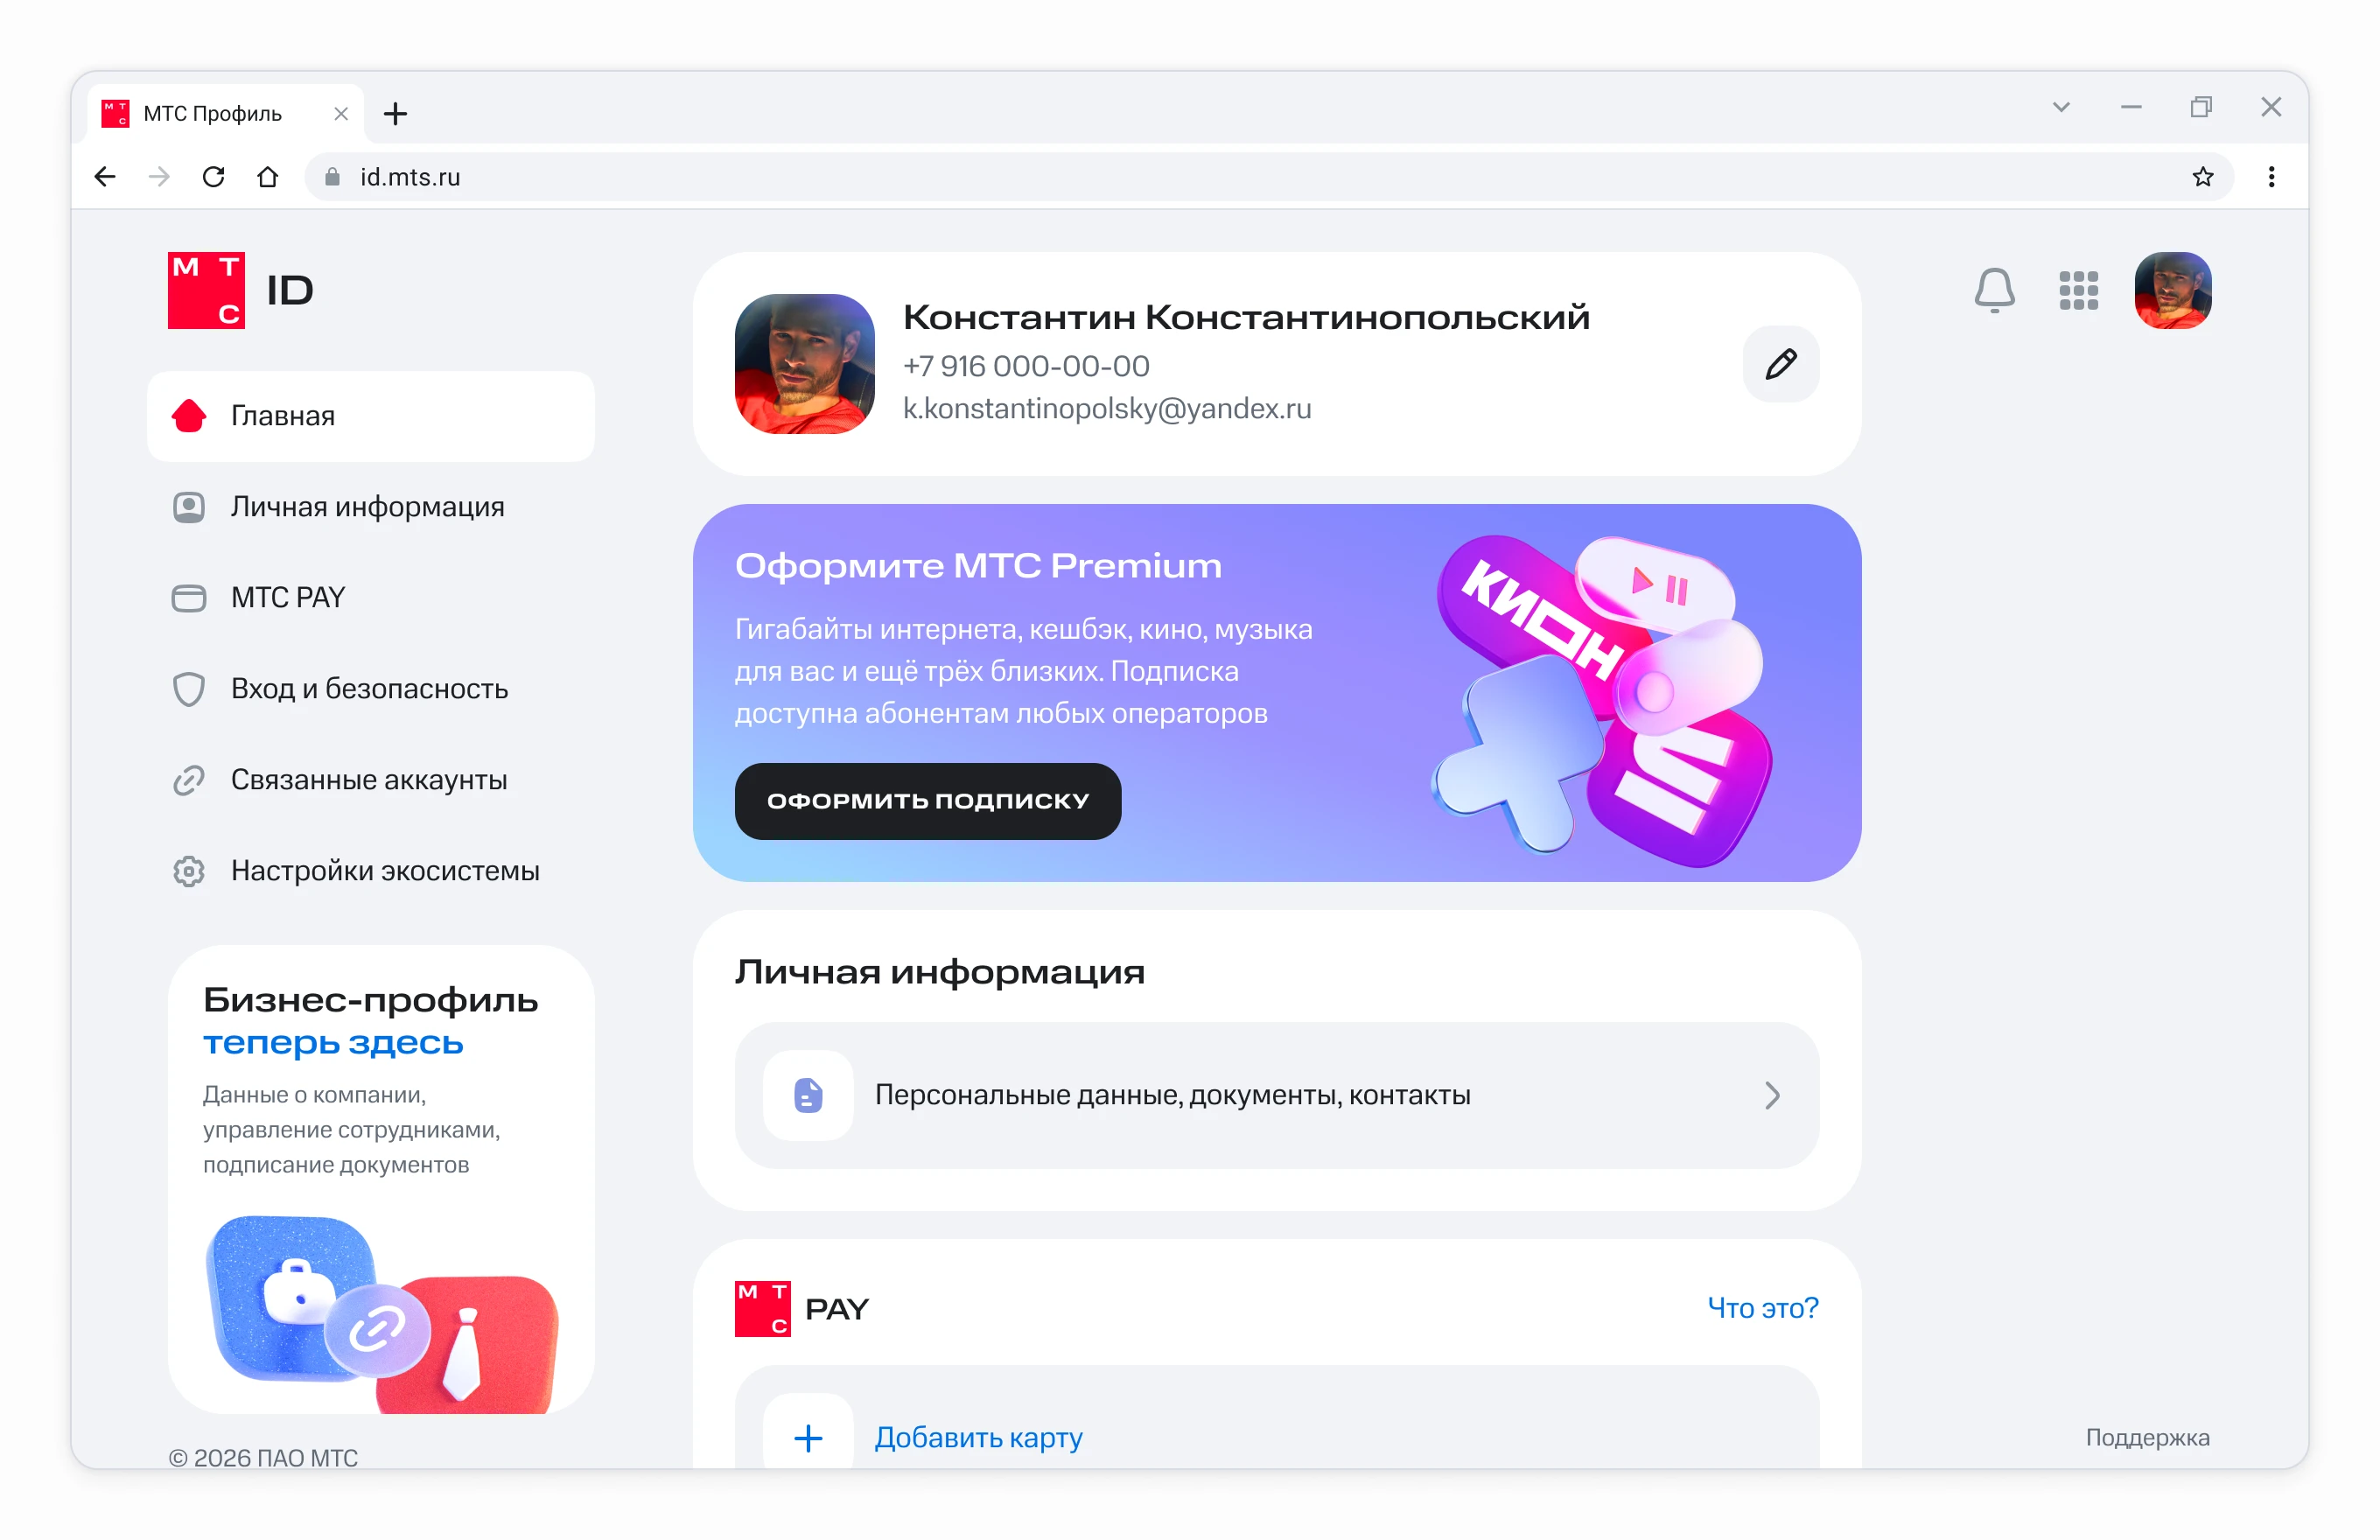 МТС
МТС Профиль
id.mts.ru
МТС
ID
Главная
Личная информация
МТС PAY
Вход и безопасность
Связанные аккаунты
Настройки экосистемы
Бизнес-профиль
теперь здесь
Данные о компании,
управление сотрудниками,
подписание документов
© 2026 ПАО МТС
Константин Константинопольский
+7 916 000-00-00
k.konstantinopolsky@yandex.ru
Оформите МТС Premium
Гигабайты интернета, кешбэк, кино, музыка
для вас и ещё трёх близких. Подписка
доступна абонентам любых операторов
ОФОРМИТЬ ПОДПИСКУ
КИОН
Личная информация
Персональные данные, документы, контакты
МТС
PAY
Что это?
Добавить карту
Поддержка